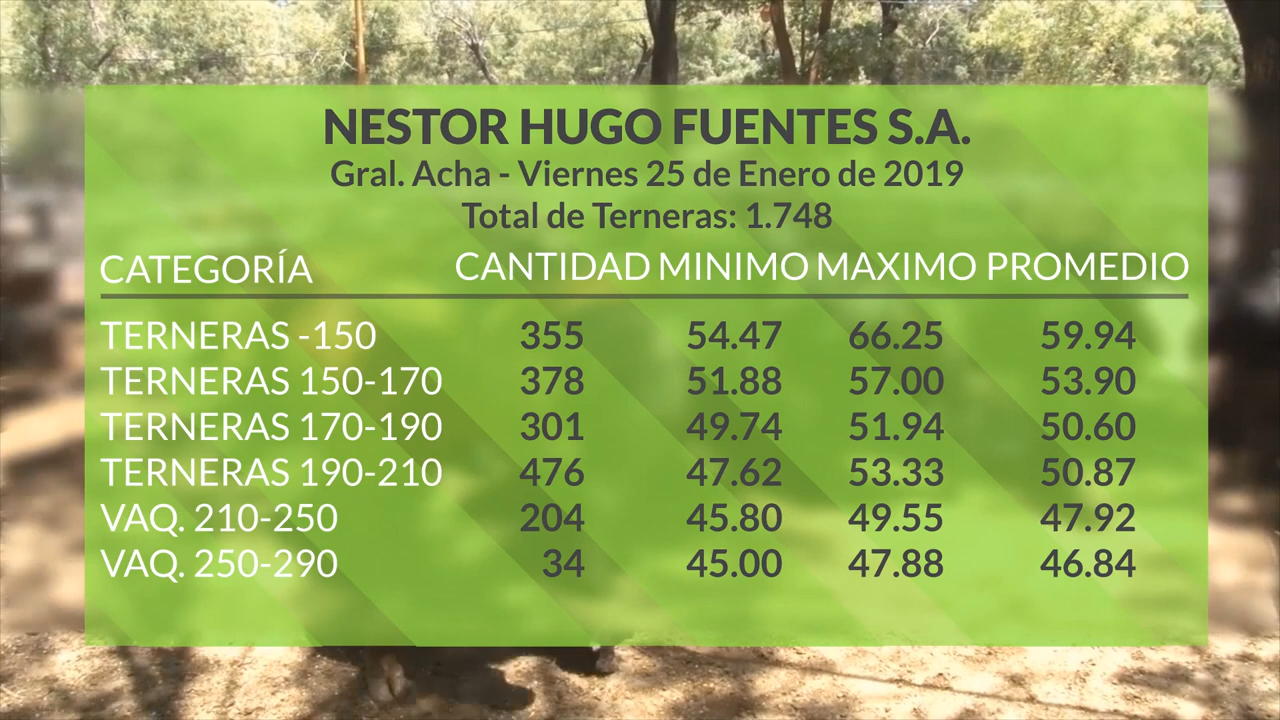 NESTOR HUGO FUENTES S.A.
Gral. Acha - Viernes 25 de Enero de 2019
Total de Terneras: 1.748
CATEGORÍA CANTIDAD MINIMO MAXIMO PROMEDIO
TERNERAS -150 355 54.47 66.25 59.94
TERNERAS 150-170 378 51.88 57.00 53.90
TERNERAS 170-190 301 49.74 51.94 50.60
TERNERAS 190-210 476 47.62 53.33 50.87
VAQ. 210-250 204 45.80 49.55 47.92
VAQ. 250-290 34 45.00 47.88 46.84